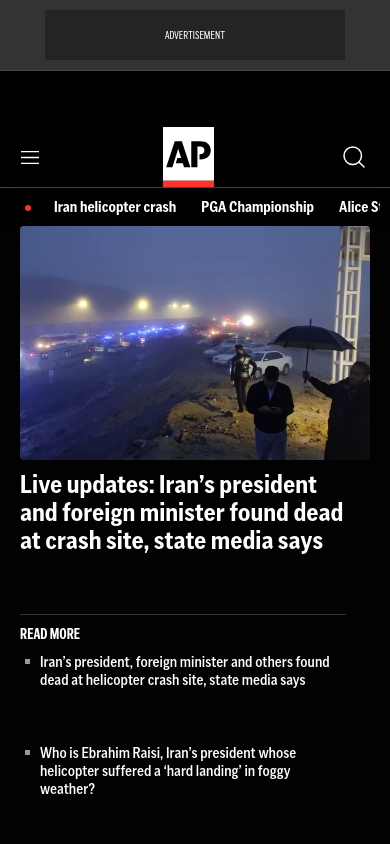 ADVERTISEMENT
AP
Iran helicopter crash PGA Championship Alice
Live updates: Iran’s president
and foreign minister found dead
at crash site, state media says
READ MORE
Iran’s president, foreign minister and others found
dead at helicopter crash site, state media says
Who is Ebrahim Raisi, Iran’s president whose
helicopter suffered a ‘hard landing’ in foggy
weather?